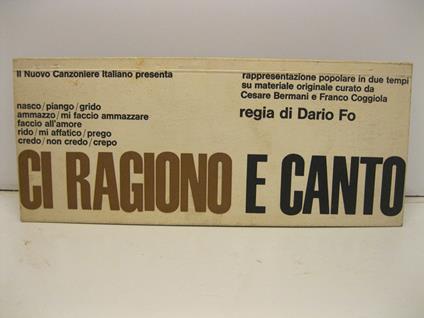 Il Nuovo Canzoniere Italiano presenta
nasco/piango/grido
ammazzo/mi faccio ammazzare
faccio all'amore
rido/mi affatico/prego
credo/non credo/crepo
rappresentazione popolare in due tempi
su materiale originale curato da
Cesare Bermani e Franco Coggiola
regia di Dario Fo
CI RAGIONO E CANTO